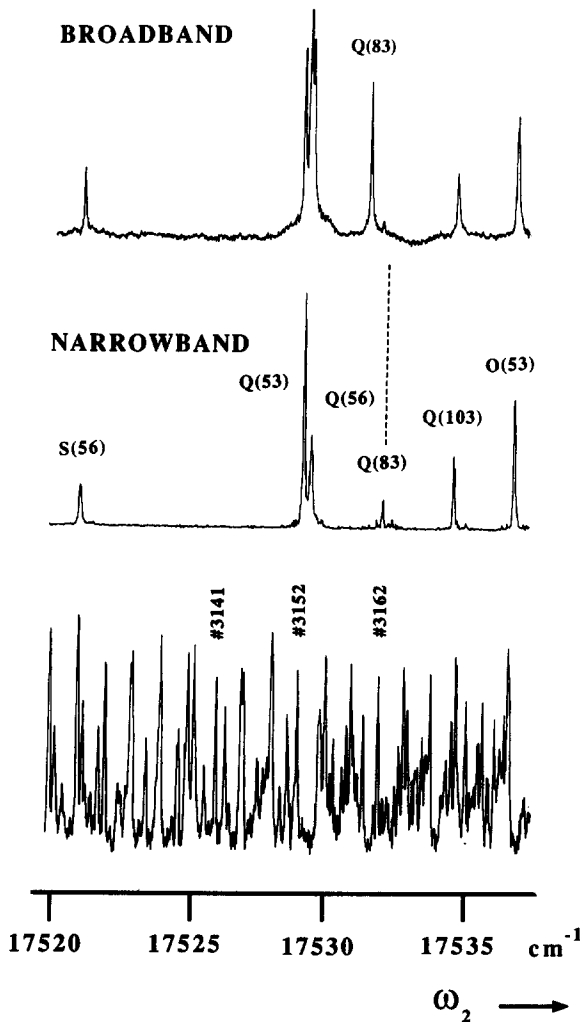 BROADBAND
Q(83)
NARROWBAND
O(53)
Q(53)
Q(56)
Q(103)
S(56)
Q(83)
#3141
#3152
#3162
17520 17525 17530 17535 cm⁻¹
ω₂